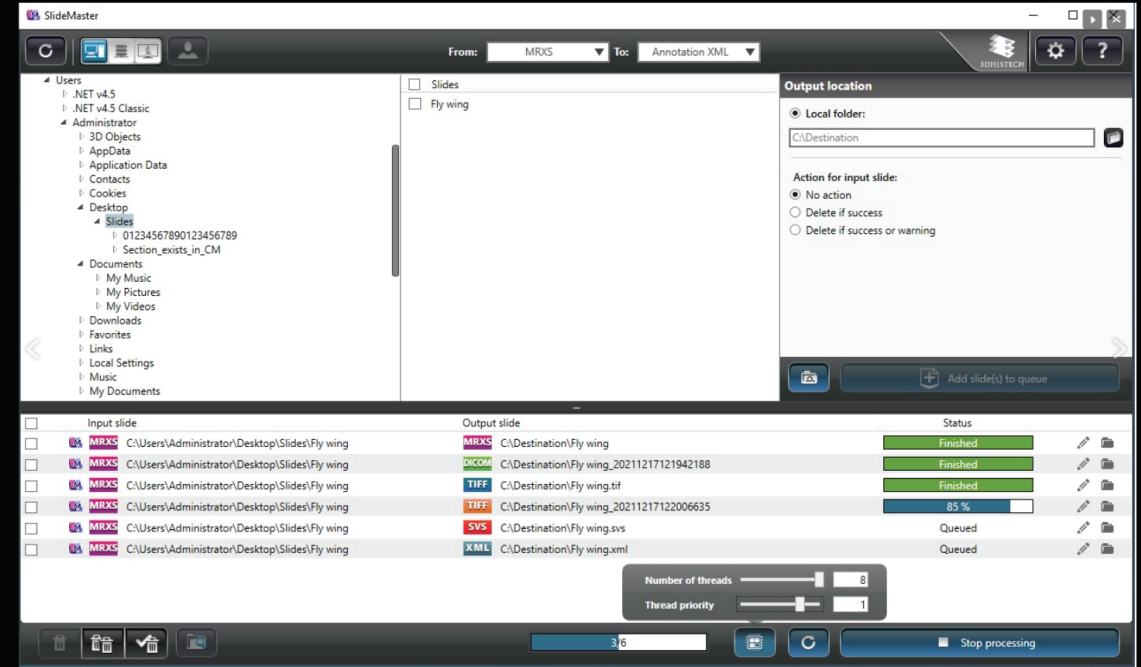 SlideMaster
From: MRXS To: Annotation XML
3DHISTECH
?
Users
.NET v4.5
.NET v4.5 Classic
Administrator
3D Objects
AppData
Application Data
Contacts
Cookies
Desktop
Slides
01234567890123456789
Section_exists_in_CM
Documents
My Music
My Pictures
My Videos
Downloads
Favorites
Links
Local Settings
Music
My Documents
Slides
Fly wing
Output location
Local folder:
C:\Destination
Action for input slide:
No action
Delete if success
Delete if success or warning
Add slide(s) to queue
Input slide Output slide Status
MRXS C:\Users\Administrator\Desktop\Slides\Fly wing MRXS C:\Destination\Fly wing Finished
MRXS C:\Users\Administrator\Desktop\Slides\Fly wing DICOM C:\Destination\Fly wing_20211217121942188 Finished
MRXS C:\Users\Administrator\Desktop\Slides\Fly wing TIFF C:\Destination\Fly wing.tif Finished
MRXS C:\Users\Administrator\Desktop\Slides\Fly wing TIFF C:\Destination\Fly wing_20211217122006635 85 %
MRXS C:\Users\Administrator\Desktop\Slides\Fly wing SVS C:\Destination\Fly wing.svs Queued
MRXS C:\Users\Administrator\Desktop\Slides\Fly wing XML C:\Destination\Fly wing.xml Queued
Number of threads 8
Thread priority 1
3/6
Stop processing